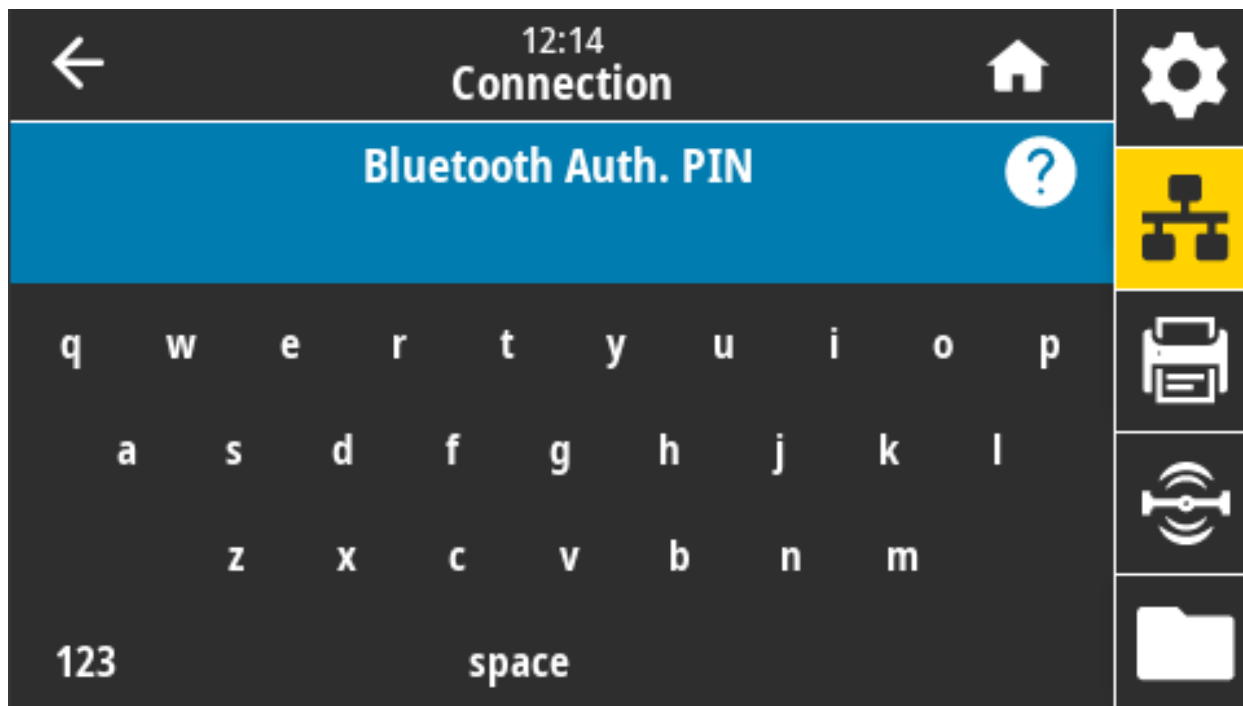 12:14
Connection
Bluetooth Auth. PIN
?
q w e r t y u i o p
a s d f g h j k l
z x c v b n m
123 space